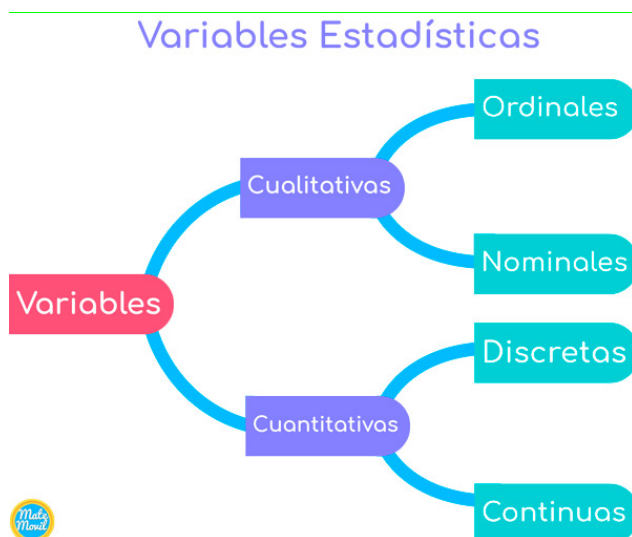 Variables Estadísticas
Ordinales
Cualitativas
Nominales
Variables
Discretas
Cuantitativas
Continuas
Mate
Movil